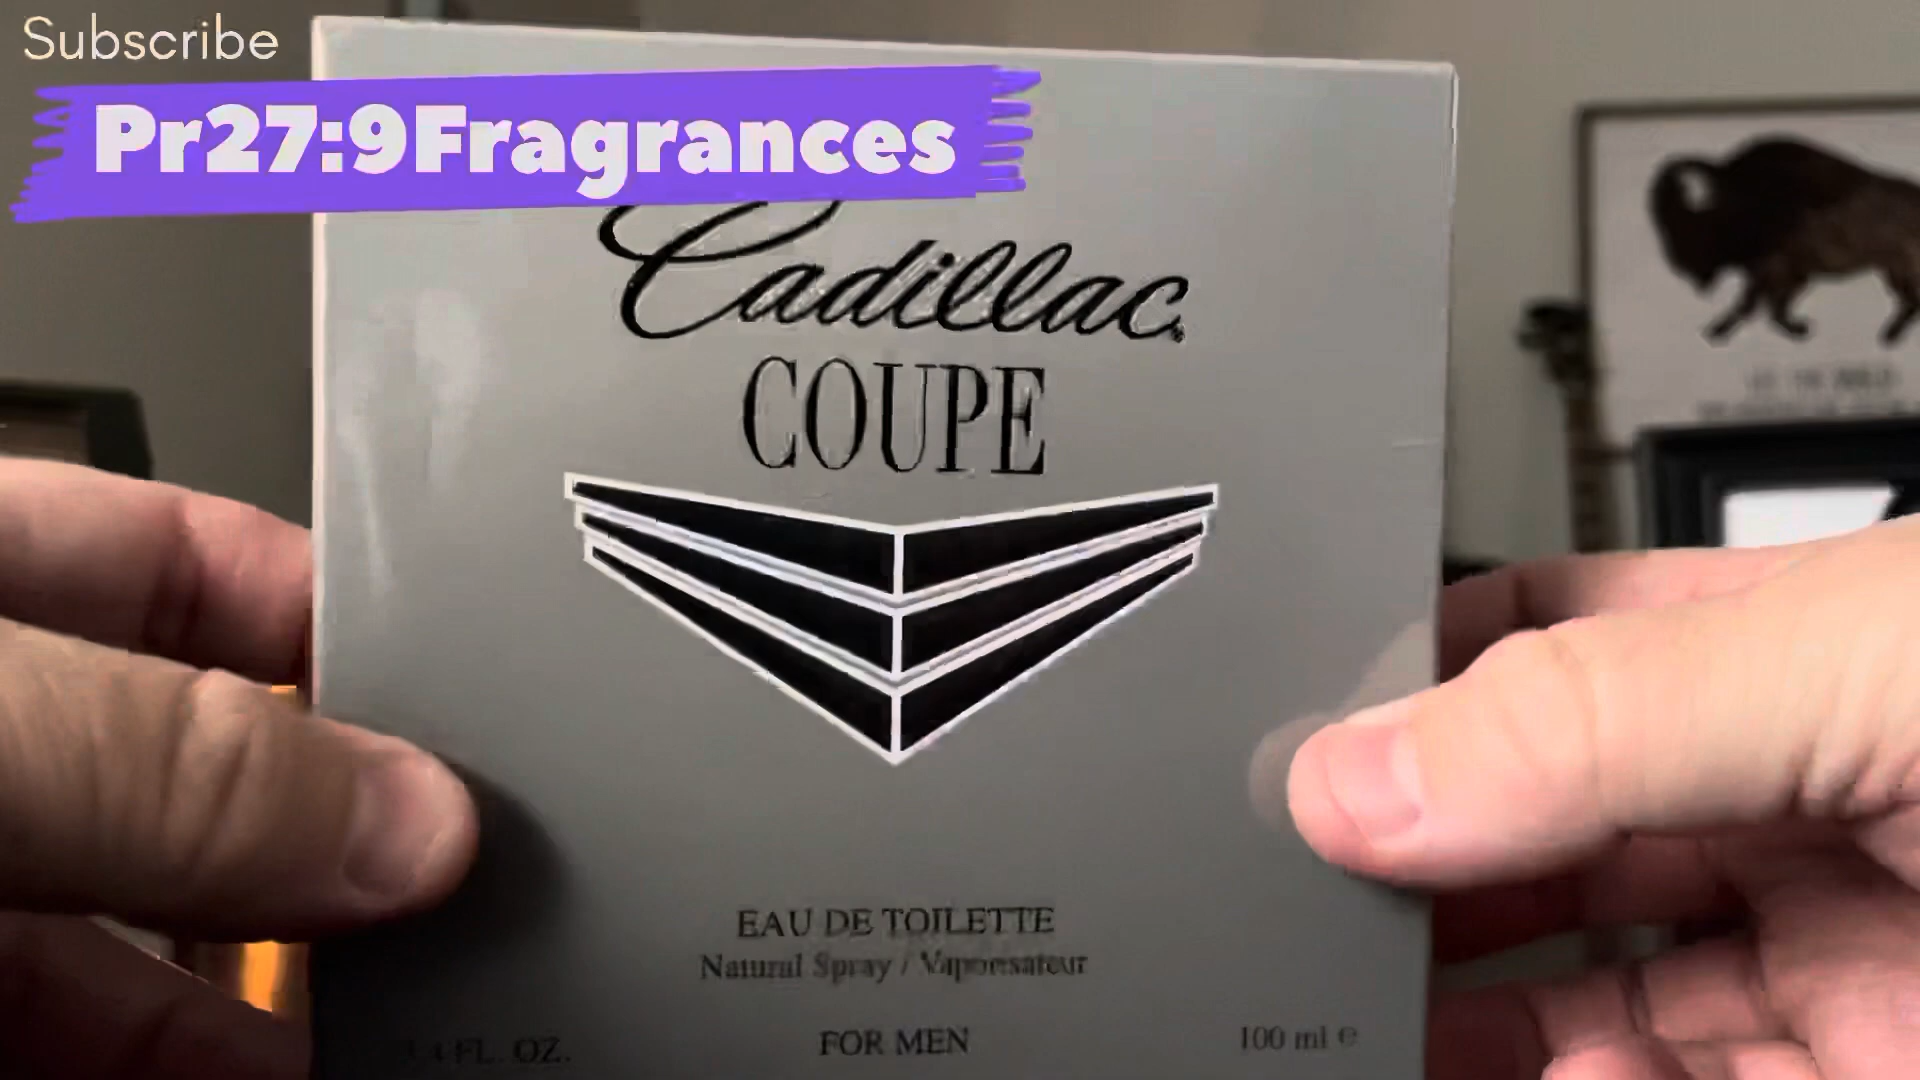 Subscribe
Pr27:9Fragrances
Cadillac
COUPE
EAU DE TOILETTE
Natural Spray / Vaporisateur
FOR MEN
FL. OZ.
100 ml e